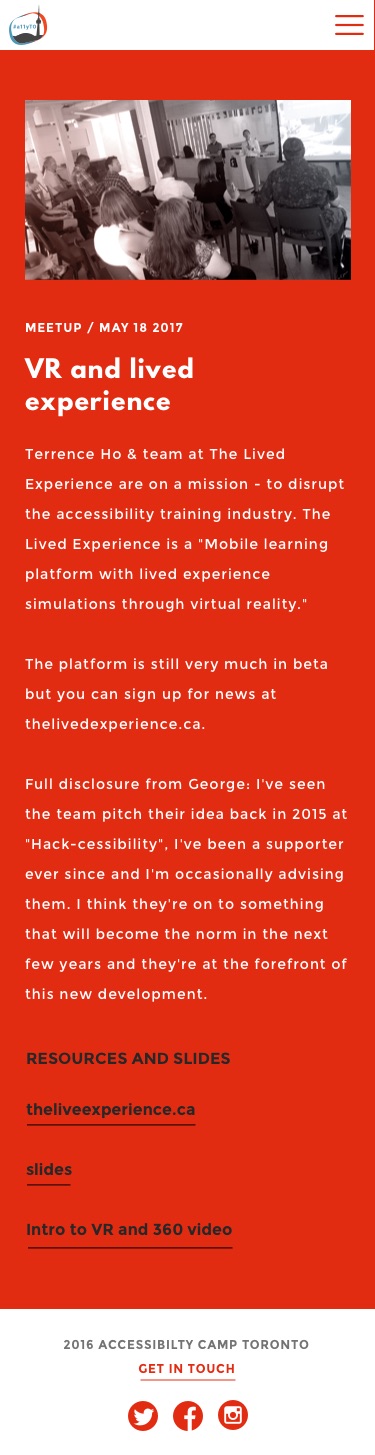 #a11yTO
MEETUP / MAY 18 2017
VR and lived
experience
Terrence Ho & team at The Lived
Experience are on a mission - to disrupt
the accessibility training industry. The
Lived Experience is a "Mobile learning
platform with lived experience
simulations through virtual reality."
The platform is still very much in beta
but you can sign up for news at
thelivedexperience.ca.
Full disclosure from George: I've seen
the team pitch their idea back in 2015 at
"Hack-cessibility", I've been a supporter
ever since and I'm occasionally advising
them. I think they're on to something
that will become the norm in the next
few years and they're at the forefront of
this new development.
RESOURCES AND SLIDES
theliveexperience.ca
slides
Intro to VR and 360 video
2016 ACCESSIBILTY CAMP TORONTO
GET IN TOUCH